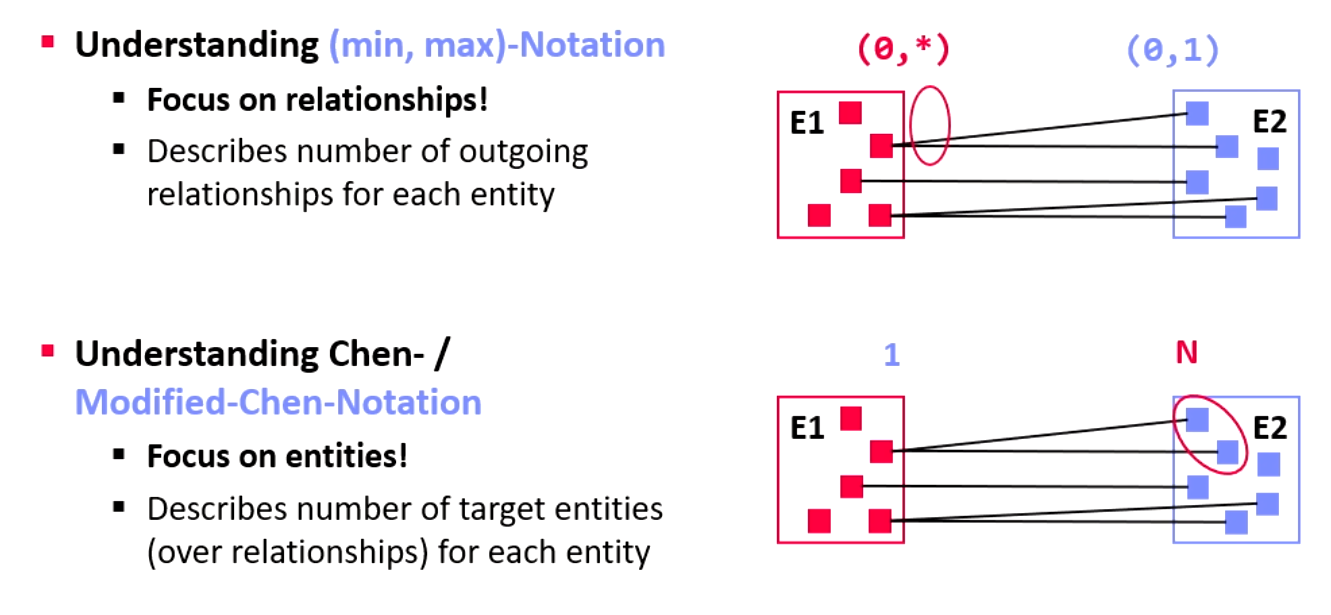 Understanding (min, max)-Notation
Focus on relationships!
Describes number of outgoing
relationships for each entity
(0,*) (0,1)
E1 E2
Understanding Chen- /
Modified-Chen-Notation
Focus on entities!
Describes number of target entities
(over relationships) for each entity
1 N
E1 E2